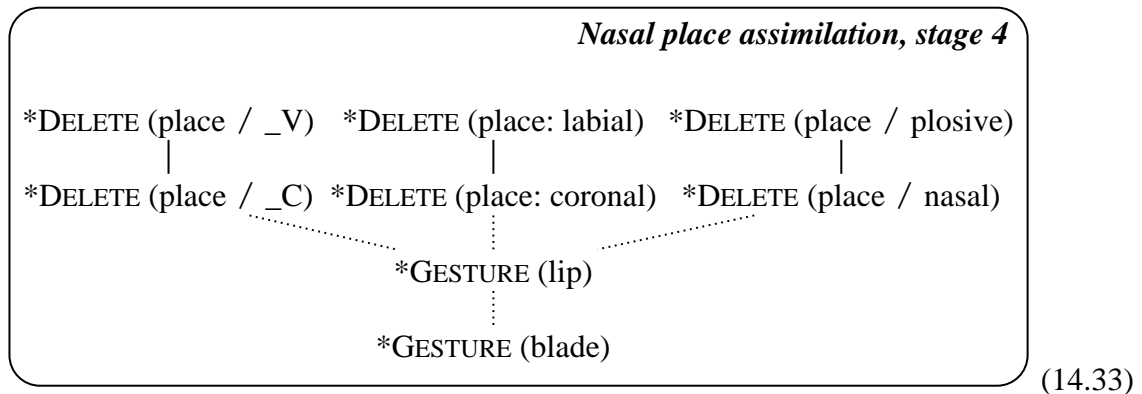 Nasal place assimilation, stage 4
*DELETE (place / _V) *DELETE (place: labial) *DELETE (place / plosive)
*DELETE (place / _C) *DELETE (place: coronal) *DELETE (place / nasal)
*GESTURE (lip)
*GESTURE (blade)
(14.33)